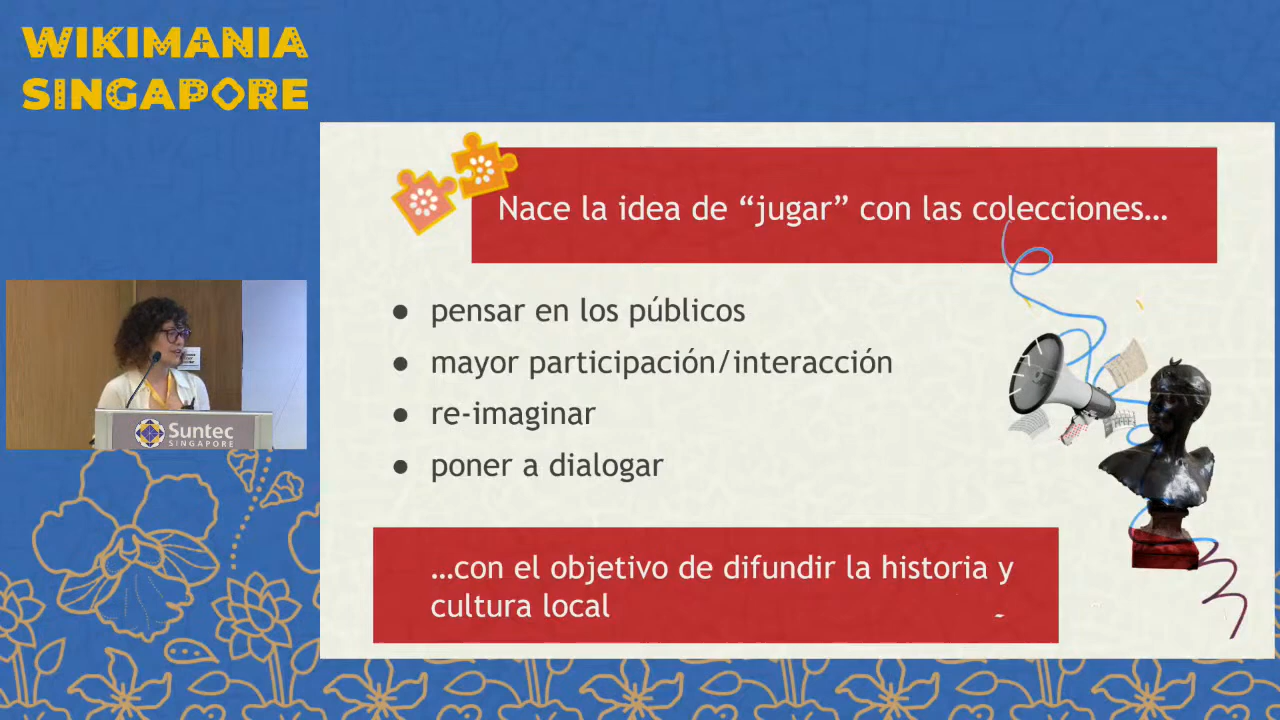 WIKIMANIA
SINGAPORE
Nace la idea de “jugar” con las colecciones…
● pensar en los públicos
● mayor participación/interacción
● re-imaginar
● poner a dialogar
…con el objetivo de difundir la historia y
cultura local
Suntec
SINGAPORE